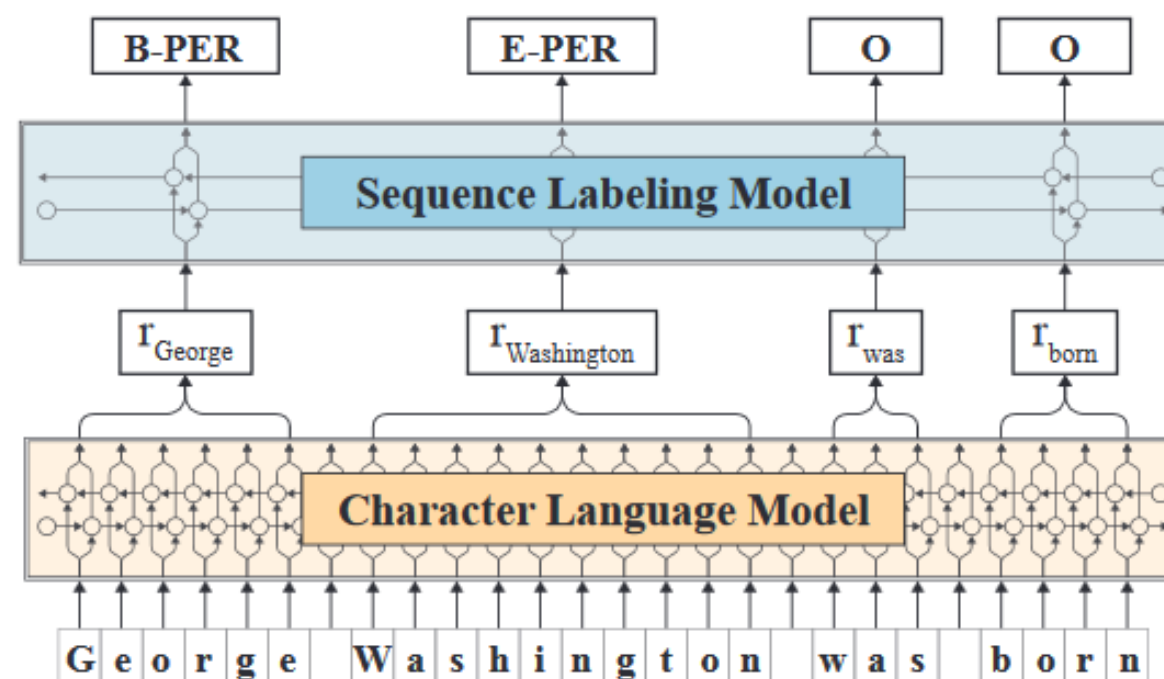 B-PER E-PER O O
Sequence Labeling Model
rGeorge rWashington rwas rborn
Character Language Model
G e o r g e W a s h i n g t o n w a s b o r n